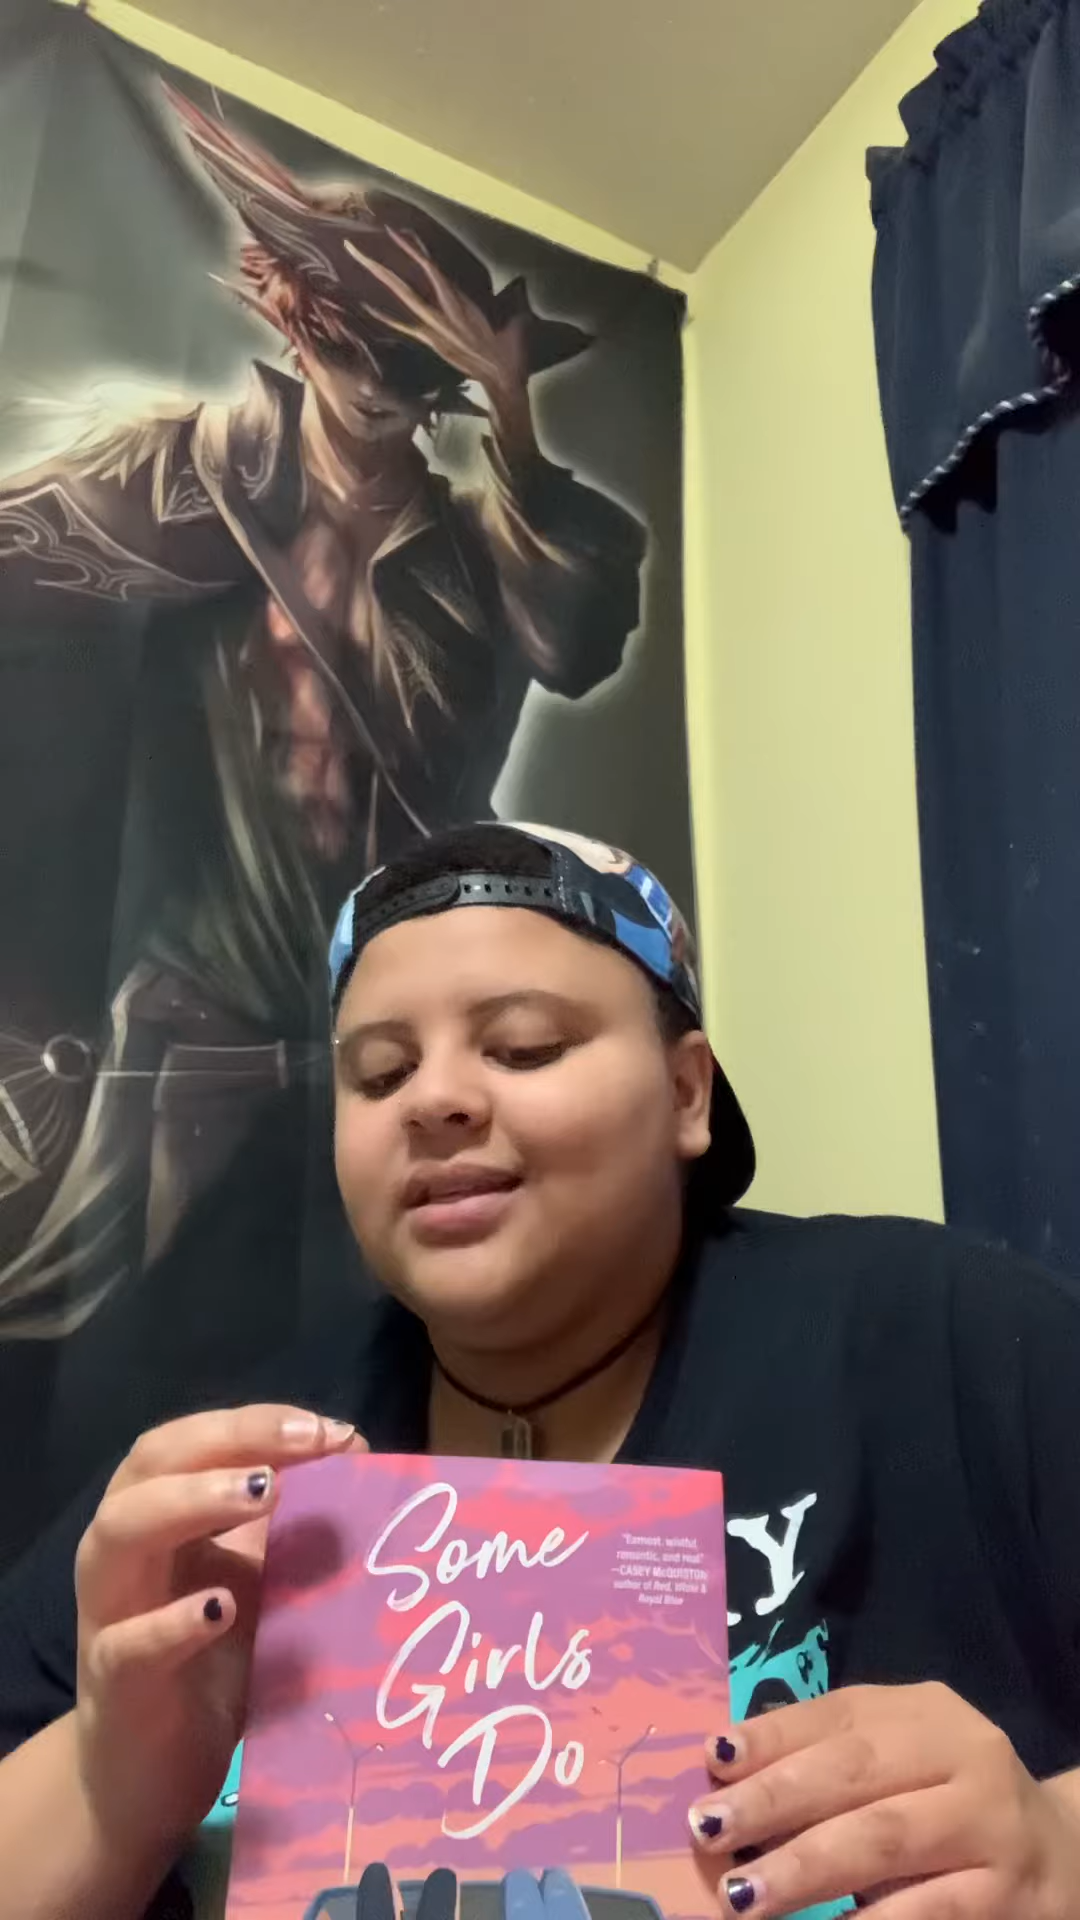 Some
Girls
Do
"Earnest, wistful,
romantic, and real"
—CASEY McQUISTON
author of Red, White &
Royal Blue